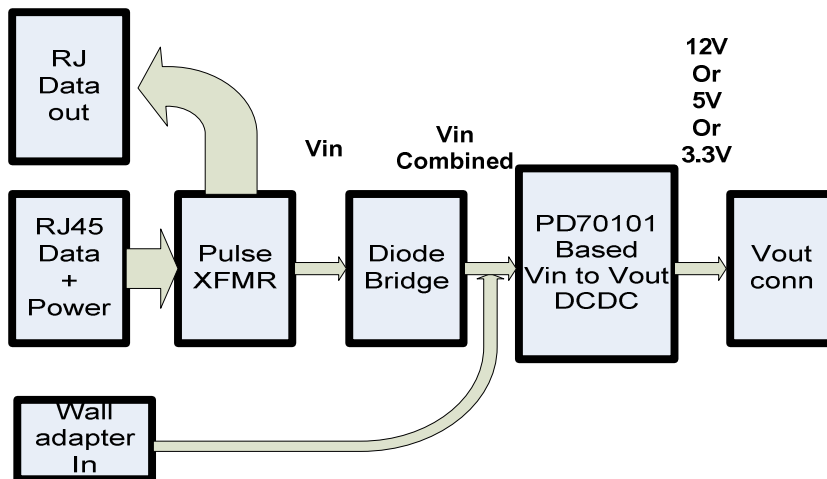 RJ
Data
out
RJ45
Data
+
Power
Pulse
XFMR
Vin
Diode
Bridge
Vin
Combined
PD70101
Based
Vin to Vout
DCDC
12V
Or
5V
Or
3.3V
Vout
conn
Wall
adapter
In